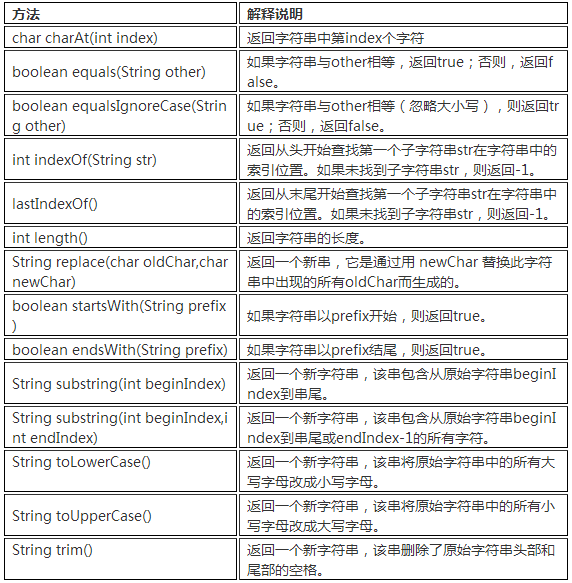 方法 解释说明
char charAt(int index) 返回字符串中第index个字符
boolean equals(String other) 如果字符串与other相等，返回true；否则，返回f
alse。
boolean equalsIgnoreCase(Strin 如果字符串与other相等（忽略大小写），则返回tr
g other) ue；否则，返回false。
int indexOf(String str) 返回从头开始查找第一个子字符串str在字符串中的
索引位置。如果未找到子字符串str，则返回-1。
lastIndexOf() 返回从末尾开始查找第一个子字符串str在字符串中
的索引位置。如果未找到子字符串str，则返回-1。
int length() 返回字符串的长度。
String replace(char oldChar,char 返回一个新串，它是通过用 newChar 替换此字符
newChar) 串中出现的所有oldChar而生成的。
boolean startsWith(String prefix 如果字符串以prefix开始，则返回true。
)
boolean endsWith(String prefix) 如果字符串以prefix结尾，则返回true。
String substring(int beginIndex) 返回一个新字符串，该串包含从原始字符串beginI
ndex到串尾。
String substring(int beginIndex,i 返回一个新字符串，该串包含从原始字符串beginI
nt endIndex) ndex到串尾或endIndex-1的所有字符。
String toLowerCase() 返回一个新字符串，该串将原始字符串中的所有大
写字母改成小写字母。
String toUpperCase() 返回一个新字符串，该串将原始字符串中的所有小
写字母改成大写字母。
String trim() 返回一个新字符串，该串删除了原始字符串头部和
尾部的空格。